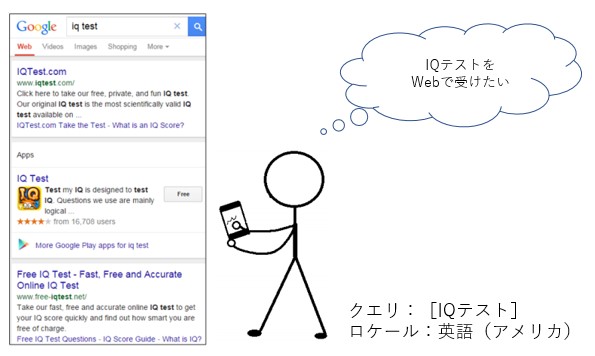 Google
iq test
Web Videos Images Shopping More
IQTest.com
www.iqtest.com/
Click here to take our free, private, and fun IQ test.
Our original IQ test is the most scientifically valid IQ
test available on ...
IQTest.com Take the Test - What is an IQ Score?
Apps
IQ Test
Test my IQ is designed to test
IQ. Questions we use are mainly
logical ...
Free
from 16,708 users
More Google Play apps for iq test
Free IQ Test - Fast, Free and Accurate
Online IQ Test
www.free-iqtest.net/
Take our fast, free and accurate online IQ test to get
your IQ score quickly and find out how smart you are
free of charge.
Free IQ Test Questions - IQ Score Guide - What is IQ?
IQテストを
Webで受けたい
クエリ：［IQテスト］
ロケール：英語（アメリカ）